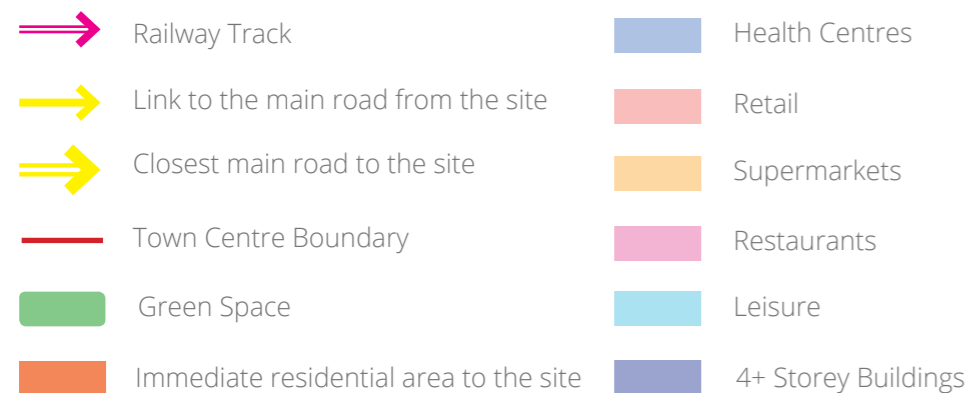 Railway Track
Link to the main road from the site
Closest main road to the site
Town Centre Boundary
Green Space
Immediate residential area to the site
Health Centres
Retail
Supermarkets
Restaurants
Leisure
4+ Storey Buildings